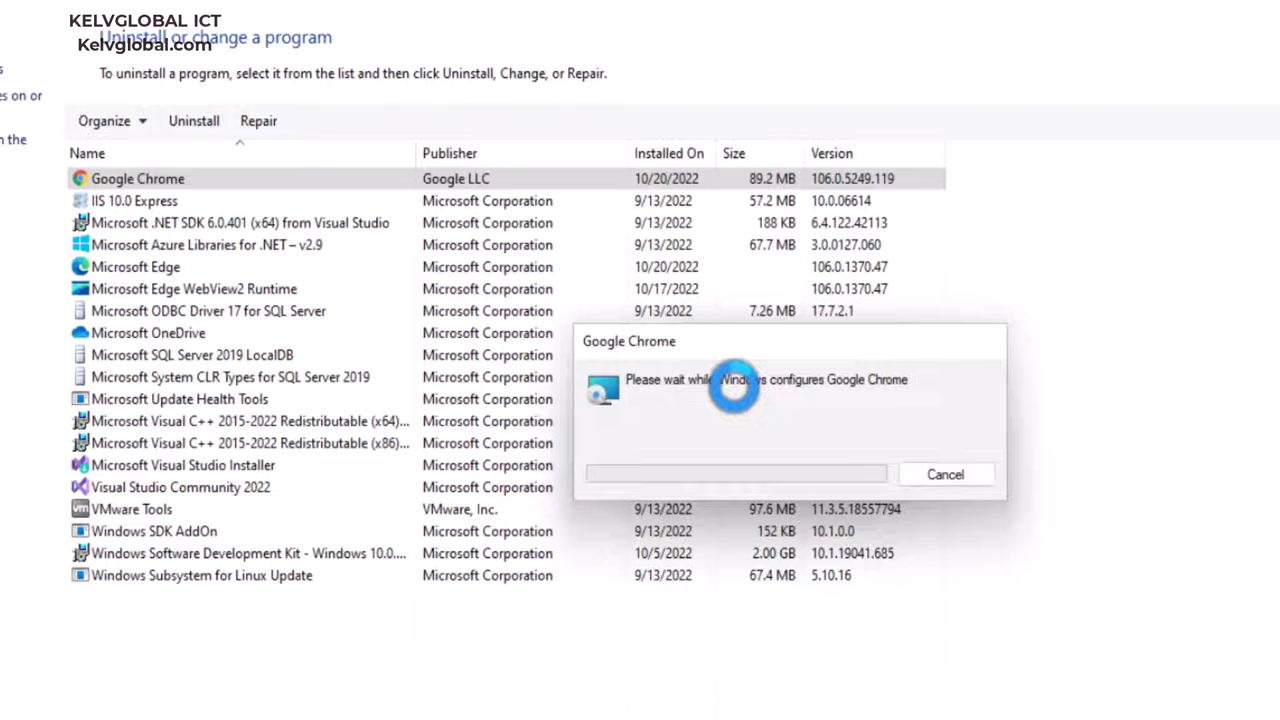 KELVGLOBAL ICT
Uninstall or change a program
Kelvglobal.com
s
To uninstall a program, select it from the list and then click Uninstall, Change, or Repair.
es on or
n the
Organize Uninstall Repair
Name Publisher Installed On Size Version
Google Chrome Google LLC 10/20/2022 89.2 MB 106.0.5249.119
IIS 10.0 Express Microsoft Corporation 9/13/2022 57.2 MB 10.0.06614
Microsoft .NET SDK 6.0.401 (x64) from Visual Studio Microsoft Corporation 9/13/2022 188 KB 6.4.122.42113
Microsoft Azure Libraries for .NET – v2.9 Microsoft Corporation 9/13/2022 67.7 MB 3.0.0127.060
Microsoft Edge Microsoft Corporation 10/20/2022 106.0.1370.47
Microsoft Edge WebView2 Runtime Microsoft Corporation 10/17/2022 106.0.1370.47
Microsoft ODBC Driver 17 for SQL Server Microsoft Corporation 9/13/2022 7.26 MB 17.7.2.1
Microsoft OneDrive Microsoft Corporation
Microsoft SQL Server 2019 LocalDB Microsoft Corporation
Microsoft System CLR Types for SQL Server 2019 Microsoft Corporation
Microsoft Update Health Tools Microsoft Corporation
Microsoft Visual C++ 2015-2022 Redistributable (x64)... Microsoft Corporation
Microsoft Visual C++ 2015-2022 Redistributable (x86)... Microsoft Corporation
Microsoft Visual Studio Installer Microsoft Corporation
Visual Studio Community 2022 Microsoft Corporation
VMware Tools VMware, Inc. 9/13/2022 97.6 MB 11.3.5.18557794
Windows SDK AddOn Microsoft Corporation 9/13/2022 152 KB 10.1.0.0
Windows Software Development Kit - Windows 10.0.... Microsoft Corporation 10/5/2022 2.00 GB 10.1.19041.685
Windows Subsystem for Linux Update Microsoft Corporation 9/13/2022 67.4 MB 5.10.16
Google Chrome
Please wait while Windows configures Google Chrome
Cancel